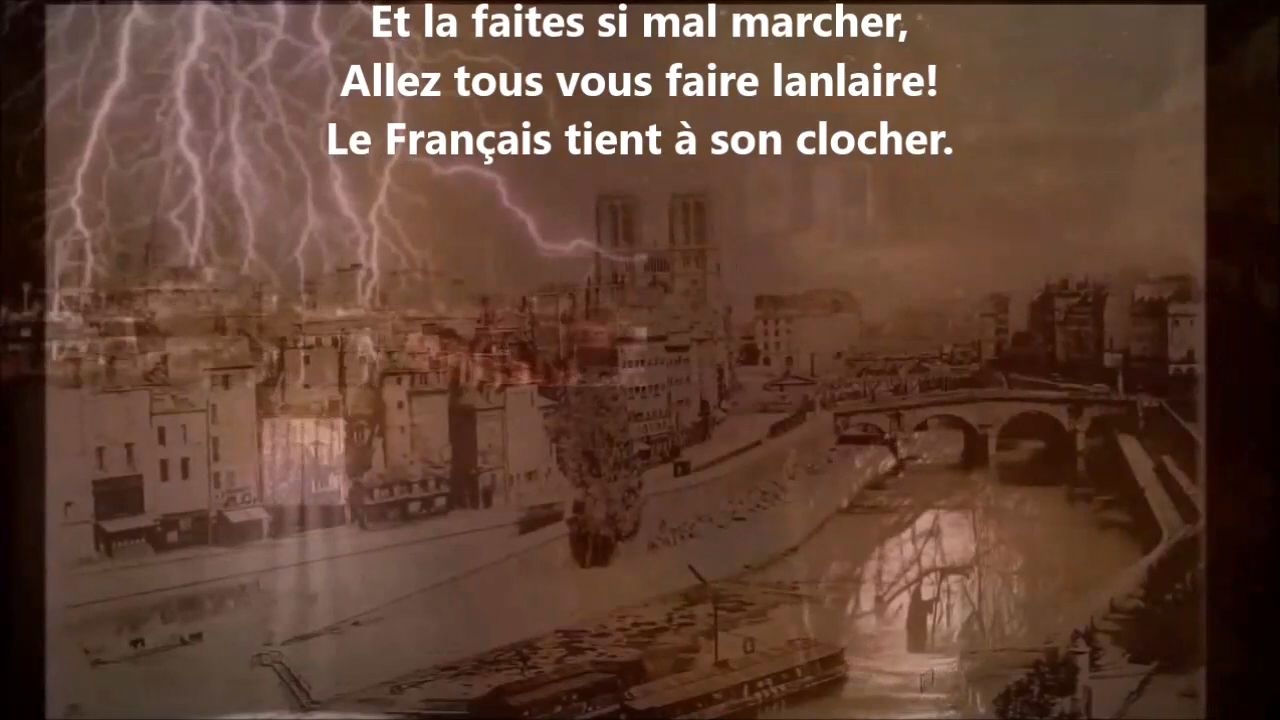 Et la faites si mal marcher,
Allez tous vous faire lanlaire!
Le Français tient à son clocher.